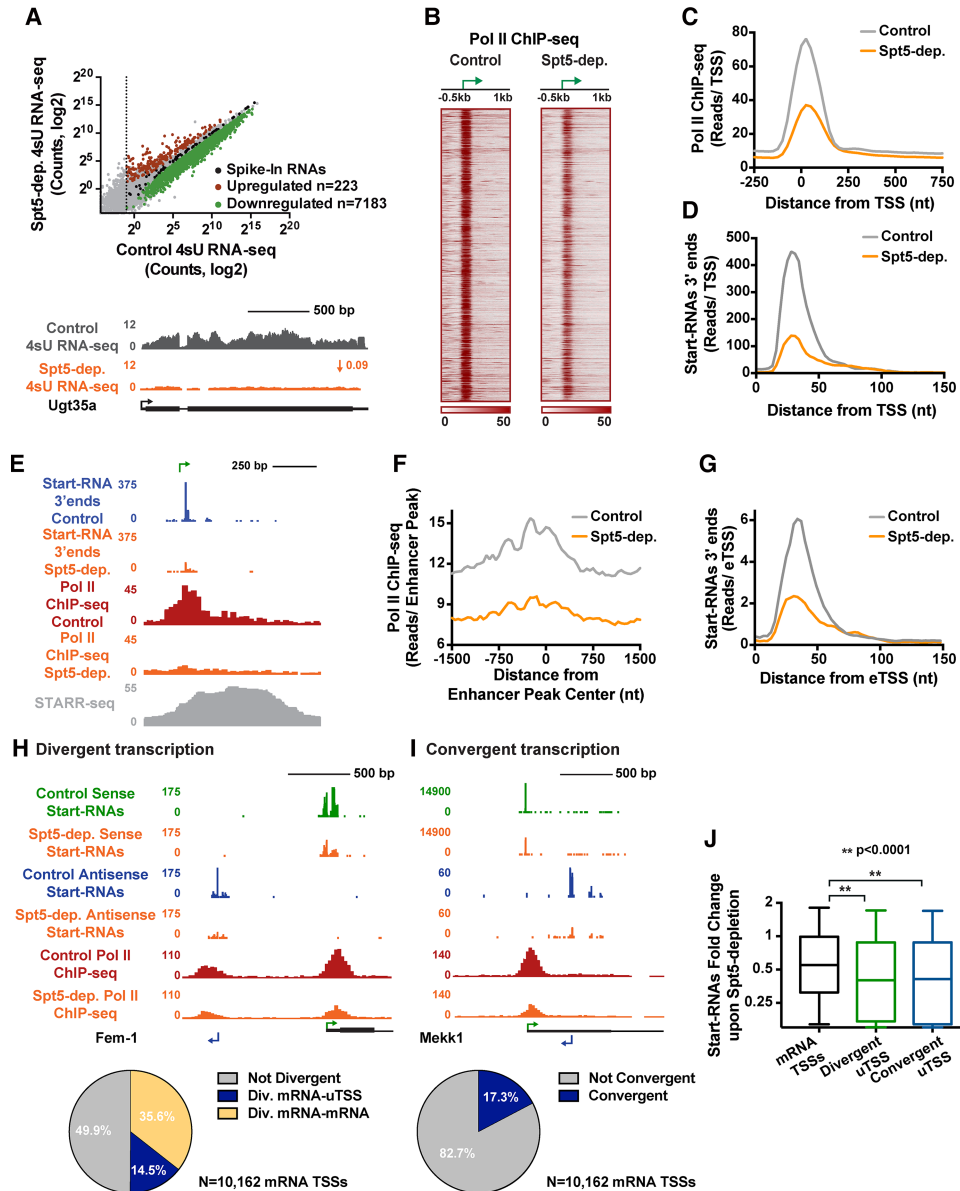 A
Spt5-dep. 4sU RNA-seq
(Counts, log2)
2^20
2^10
2^5
2^0
2^0 2^5 2^10 2^15 2^20
Spike-In RNAs
Upregulated n=223
Downregulated n=7183
Control 4sU RNA-seq
(Counts, log2)
500 bp
Control
4sU RNA-seq
12
0
Spt5-dep.
4sU RNA-seq
12
0
↓ 0.09
Ugt35a
B
Pol II ChIP-seq
Control
Spt5-dep.
-0.5kb 1kb
-0.5kb 1kb
0 50
0 50
C
Pol II ChIP-seq
(Reads/ TSS)
80
60
40
20
0
Control
Spt5-dep.
-250 0 250 500 750
Distance from TSS (nt)
D
Start-RNAs 3' ends
(Reads/ TSS)
500
400
300
200
100
0
Control
Spt5-dep.
0 50 100 150
Distance from TSS (nt)
E
250 bp
Start-RNA
3'ends
Control
375
0
Start-RNA
3'ends
Spt5-dep.
375
0
Pol II
ChIP-seq
Control
45
0
Pol II
ChIP-seq
Spt5-dep.
45
0
STARR-seq
55
0
F
Pol II ChIP-seq
(Reads/ Enhancer Peak)
15
12
9
6
Control
Spt5-dep.
-1500 -750 0 750 1500
Distance from
Enhancer Peak Center (nt)
G
Start-RNAs 3' ends
(Reads/ eTSS)
6
4
2
0
Control
Spt5-dep.
0 50 100 150
Distance from eTSS (nt)
H Divergent transcription
500 bp
Control Sense
Start-RNAs
175
0
Spt5-dep. Sense
Start-RNAs
175
0
Control Antisense
Start-RNAs
175
0
Spt5-dep. Antisense
Start-RNAs
175
0
Control Pol II
ChIP-seq
110
0
Spt5-dep. Pol II
ChIP-seq
110
0
Fem-1
49.9%
35.6%
14.5%
Not Divergent
Div. mRNA-uTSS
Div. mRNA-mRNA
N=10,162 mRNA TSSs
I Convergent transcription
500 bp
14900
0
14900
0
60
0
60
0
140
0
140
0
Mekk1
17.3%
82.7%
Not Convergent
Convergent
N=10,162 mRNA TSSs
J
** p<0.0001
**
**
Start-RNAs Fold Change
upon Spt5-depletion
2
1
0.5
0.25
mRNA
TSSs
Divergent
uTSS
Convergent
uTSS